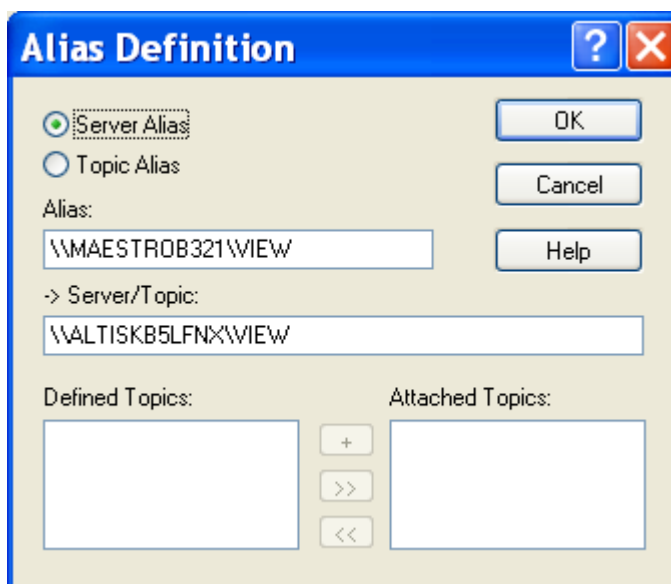 Alias Definition
Server Alias
OK
Topic Alias
Cancel
Alias:
\\MAESTROB321\VIEW
Help
-> Server/Topic:
\\ALTISKB5LFNX\VIEW
Defined Topics:
Attached Topics:
+
>>
<<